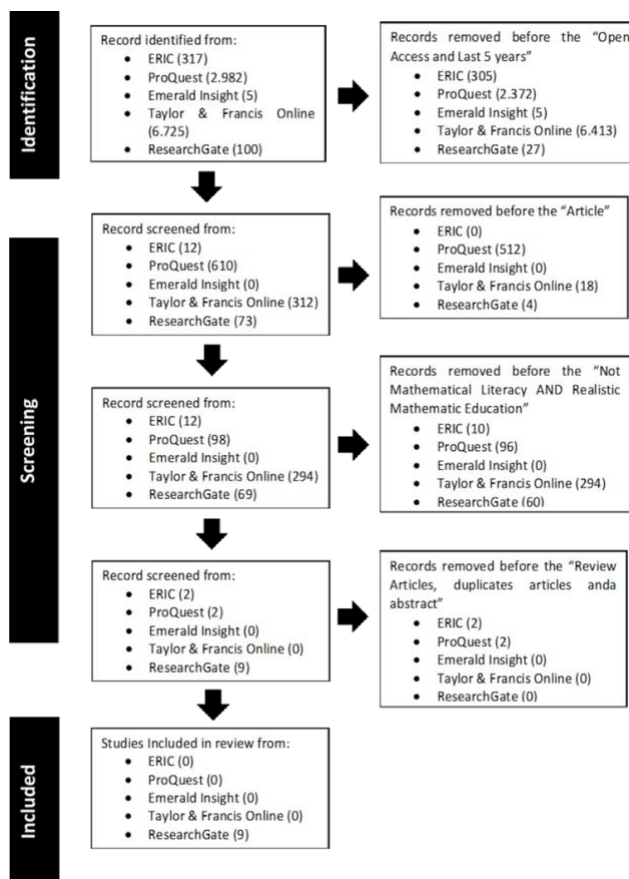 Identification
Record identified from:
• ERIC (317)
• ProQuest (2.982)
• Emerald Insight (5)
• Taylor & Francis Online
(6.725)
• ResearchGate (100)
Records removed before the "Open
Access and Last 5 years"
• ERIC (305)
• ProQuest (2.372)
• Emerald Insight (5)
• Taylor & Francis Online (6.413)
• ResearchGate (27)
Screening
Record screened from:
• ERIC (12)
• ProQuest (610)
• Emerald Insight (0)
• Taylor & Francis Online (312)
• ResearchGate (73)
Records removed before the "Article"
• ERIC (0)
• ProQuest (512)
• Emerald Insight (0)
• Taylor & Francis Online (18)
• ResearchGate (4)
Record screened from:
• ERIC (12)
• ProQuest (98)
• Emerald Insight (0)
• Taylor & Francis Online (294)
• ResearchGate (69)
Records removed before the "Not
Mathematical Literacy AND Realistic
Mathematic Education"
• ERIC (10)
• ProQuest (96)
• Emerald Insight (0)
• Taylor & Francis Online (294)
• ResearchGate (60)
Record screened from:
• ERIC (2)
• ProQuest (2)
• Emerald Insight (0)
• Taylor & Francis Online (0)
• ResearchGate (9)
Records removed before the "Review
Articles, duplicates articles anda
abstract"
• ERIC (2)
• ProQuest (2)
• Emerald Insight (0)
• Taylor & Francis Online (0)
• ResearchGate (0)
Included
Studies Included in review from:
• ERIC (0)
• ProQuest (0)
• Emerald Insight (0)
• Taylor & Francis Online (0)
• ResearchGate (9)